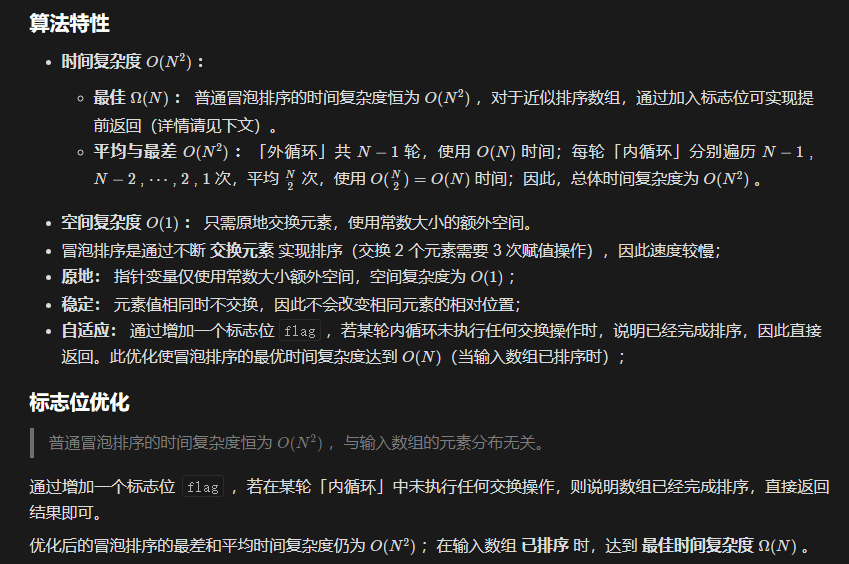 算法特性
• 时间复杂度 O(N²)：
◦ 最佳 Ω(N)： 普通冒泡排序的时间复杂度恒为 O(N²) ，对于近似排序数组，通过加入标志位可实现提
前返回（详情请见下文）。
◦ 平均与最差 O(N²)：「外循环」共 N − 1 轮，使用 O(N) 时间；每轮「内循环」分别遍历 N − 1 ,
N − 2 , ⋯ , 2 , 1 次，平均 N/2 次，使用 O(N/2) = O(N) 时间；因此，总体时间复杂度为 O(N²) 。
• 空间复杂度 O(1)： 只需原地交换元素，使用常数大小的额外空间。
• 冒泡排序是通过不断 交换元素 实现排序（交换 2 个元素需要 3 次赋值操作），因此速度较慢；
• 原地： 指针变量仅使用常数大小额外空间，空间复杂度为 O(1) ；
• 稳定： 元素值相同时不交换，因此不会改变相同元素的相对位置；
• 自适应： 通过增加一个标志位 flag ，若某轮内循环未执行任何交换操作时，说明已经完成排序，因此直接
返回。此优化使冒泡排序的最优时间复杂度达到 O(N)（当输入数组已排序时）；
标志位优化
普通冒泡排序的时间复杂度恒为 O(N²) ，与输入数组的元素分布无关。
通过增加一个标志位 flag ，若在某轮「内循环」中未执行任何交换操作，则说明数组已经完成排序，直接返回
结果即可。
优化后的冒泡排序的最差和平均时间复杂度仍为 O(N²) ；在输入数组 已排序 时，达到 最佳时间复杂度 Ω(N) 。